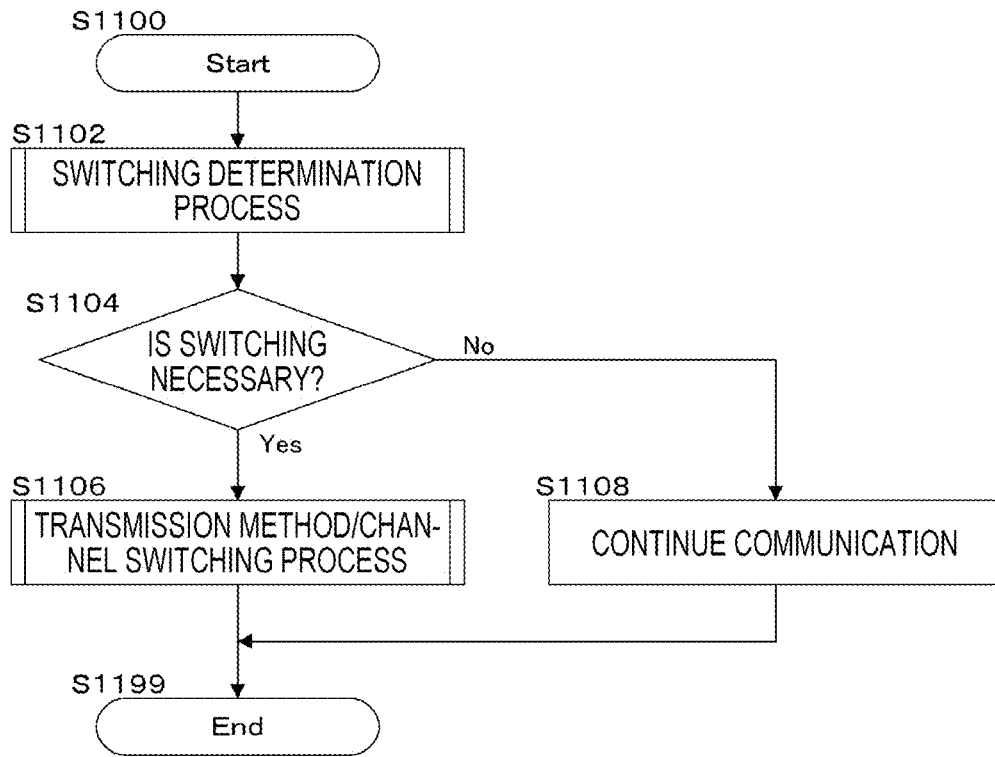 S1100
Start
S1102
SWITCHING DETERMINATION
PROCESS
S1104
IS SWITCHING
NECESSARY?
No
Yes
S1106
TRANSMISSION METHOD/CHAN-
NEL SWITCHING PROCESS
S1108
CONTINUE COMMUNICATION
S1199
End